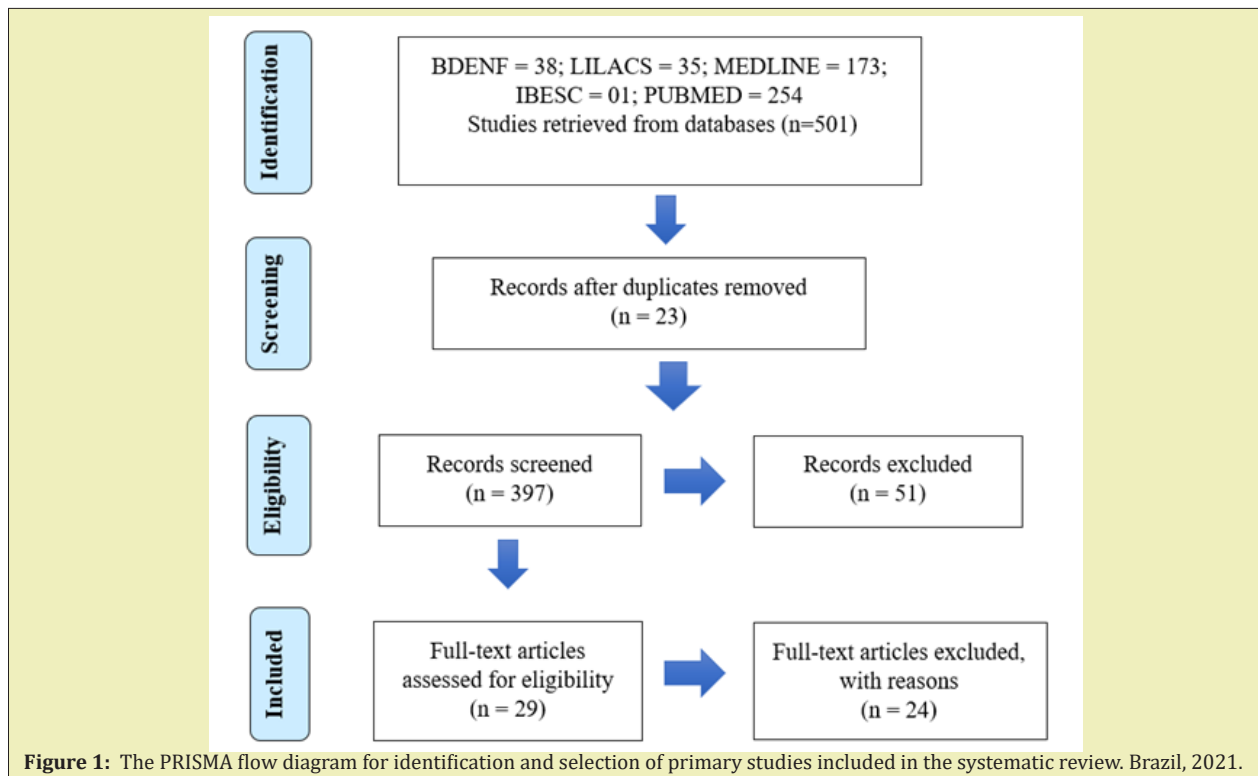 Identification
BDENF = 38; LILACS = 35; MEDLINE = 173;
IBESC = 01; PUBMED = 254
Studies retrieved from databases (n=501)
Screening
Records after duplicates removed
(n = 23)
Eligibility
Records screened
(n = 397)
Records excluded
(n = 51)
Included
Full-text articles
assessed for eligibility
(n = 29)
Full-text articles excluded,
with reasons
(n = 24)
Figure 1: The PRISMA flow diagram for identification and selection of primary studies included in the systematic review. Brazil, 2021.